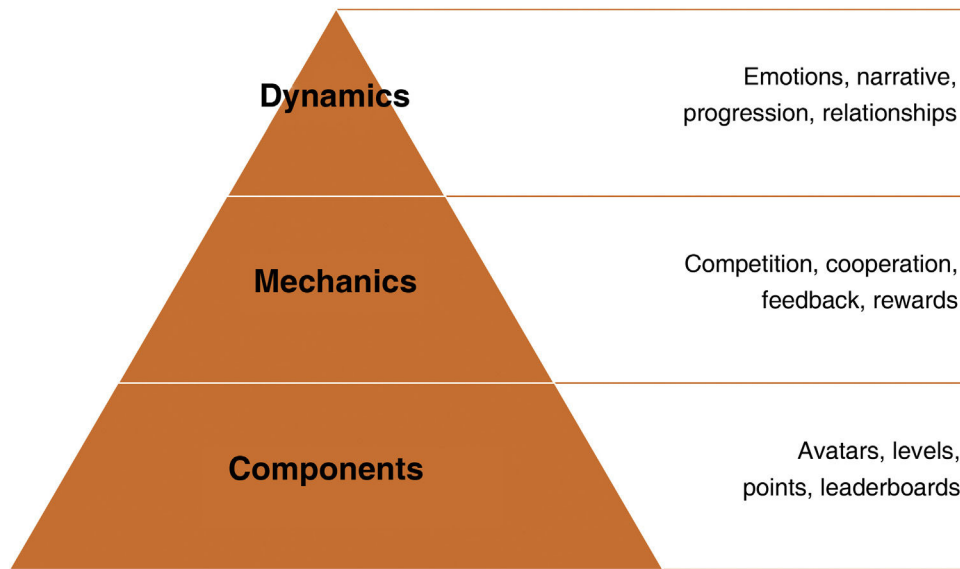 Dynamics
Emotions, narrative,
progression, relationships
Mechanics
Competition, cooperation,
feedback, rewards
Components
Avatars, levels,
points, leaderboards